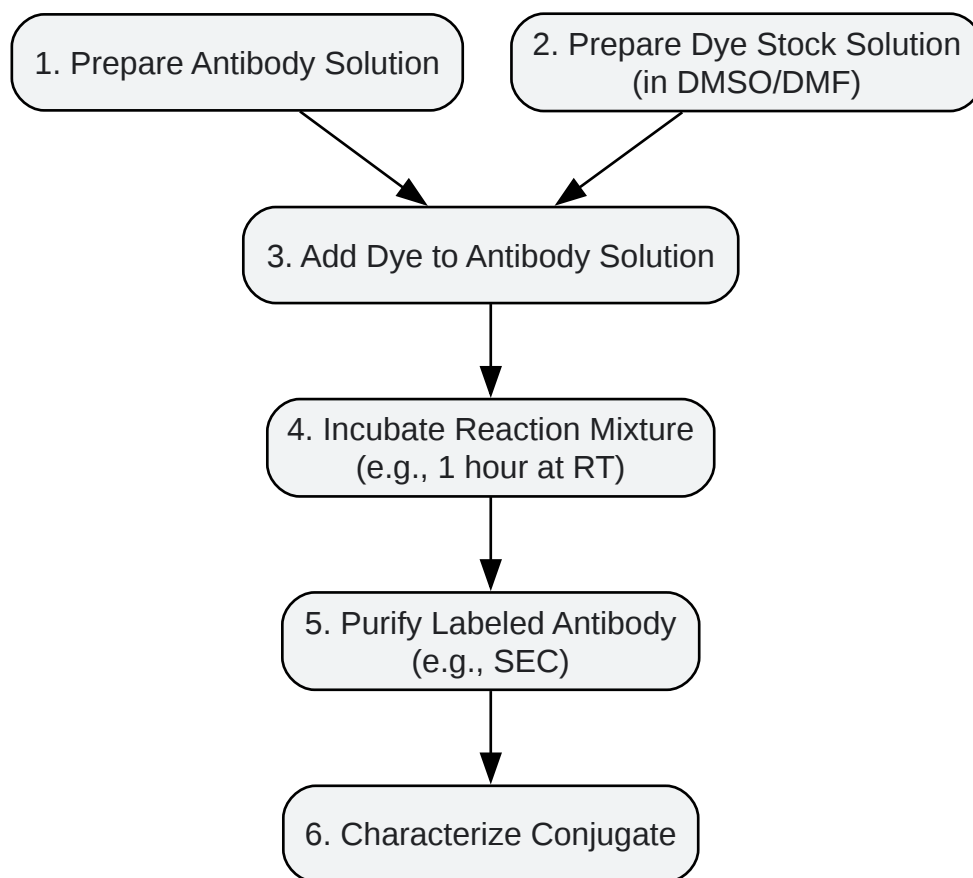 1. Prepare Antibody Solution
2. Prepare Dye Stock Solution
(in DMSO/DMF)
3. Add Dye to Antibody Solution
4. Incubate Reaction Mixture
(e.g., 1 hour at RT)
5. Purify Labeled Antibody
(e.g., SEC)
6. Characterize Conjugate